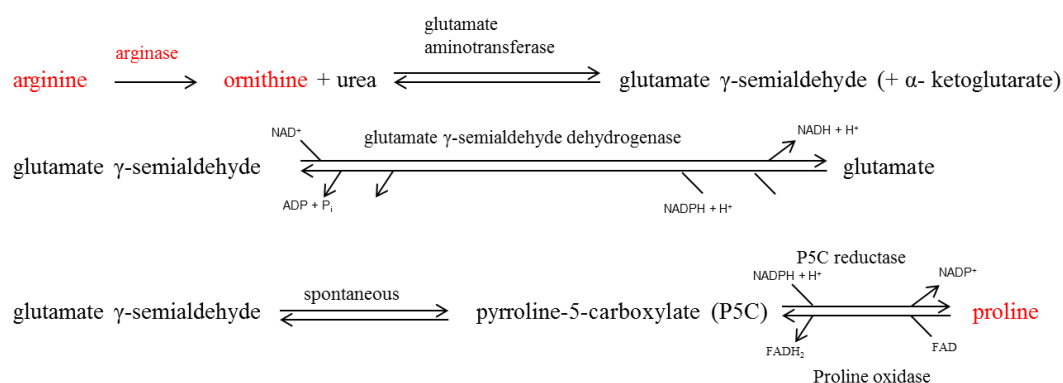 glutamate
aminotransferase
arginase
arginine ornithine + urea glutamate γ-semialdehyde (+ α- ketoglutarate)
NAD⁺ glutamate γ-semialdehyde dehydrogenase NADH + H⁺
glutamate γ-semialdehyde glutamate
ADP + Pᵢ NADPH + H⁺
P5C reductase
NADPH + H⁺ NADP⁺
spontaneous
glutamate γ-semialdehyde pyrroline-5-carboxylate (P5C) proline
FADH₂ FAD
Proline oxidase